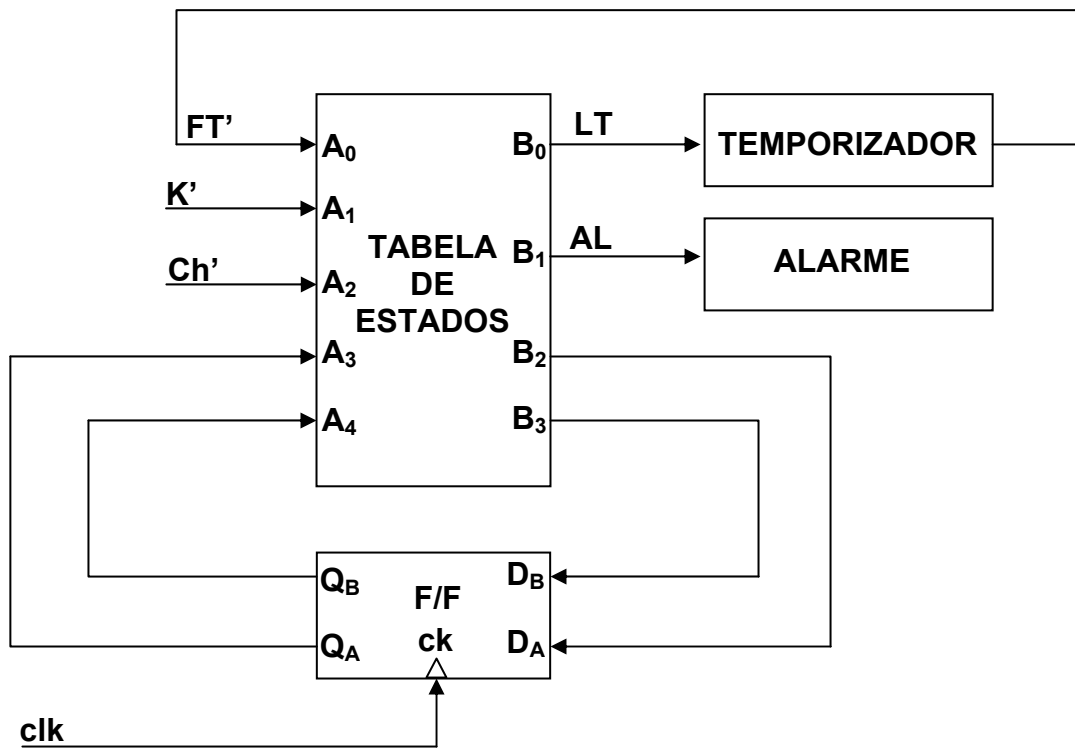 FT’ A0 B0 LT TEMPORIZADOR
K’ A1
TABELA B1 AL ALARME
Ch’ A2 DE
ESTADOS
A3 B2
A4 B3
QB F/F DB
QA ck DA
clk